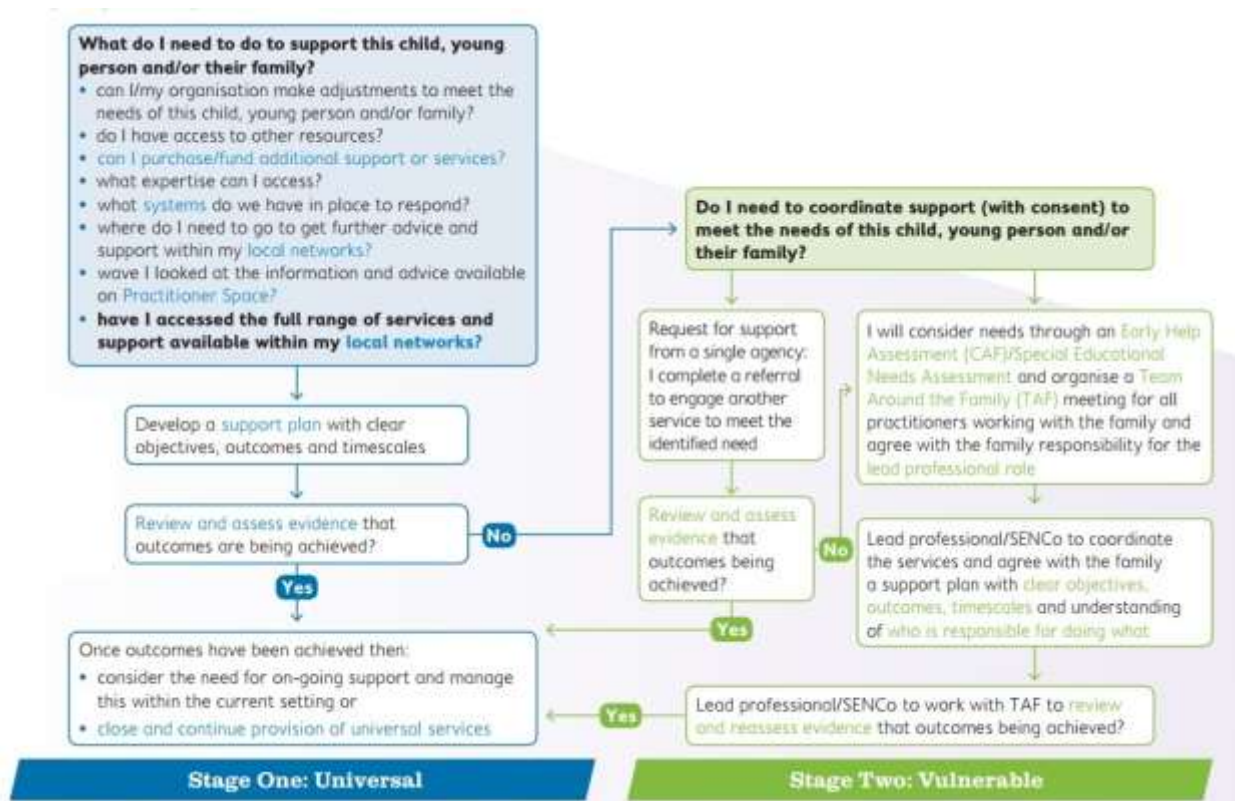 What do I need to do to support this child, young
person and/or their family?
• can I/my organisation make adjustments to meet the
needs of this child, young person and/or family?
• do I have access to other resources?
• can I purchase/fund additional support or services?
• what expertise can I access?
• what systems do we have in place to respond?
• where do I need to go to get further advice and
support within my local networks?
• wave I looked at the information and advice available
on Practitioner Space?
• have I accessed the full range of services and
support available within my local networks?
Develop a support plan with clear
objectives, outcomes and timescales
Review and assess evidence that
outcomes are being achieved?
No
Yes
Once outcomes have been achieved then:
• consider the need for on-going support and manage
this within the current setting or
• close and continue provision of universal services
Stage One: Universal
Do I need to coordinate support (with consent) to
meet the needs of this child, young person and/or
their family?
Request for support
from a single agency:
I complete a referral
to engage another
service to meet the
identified need
Review and assess
evidence that
outcomes being
achieved?
No
Yes
I will consider needs through an Early Help
Assessment (CAF)/Special Educational
Needs Assessment and organise a Team
Around the Family (TAF) meeting for all
practitioners working with the family and
agree with the family responsibility for the
lead professional role
Lead professional/SENCo to coordinate
the services and agree with the family
a support plan with clear objectives,
outcomes, timescales and understanding
of who is responsible for doing what
Lead professional/SENCo to work with TAF to review
and reassess evidence that outcomes being achieved?
Yes
Stage Two: Vulnerable